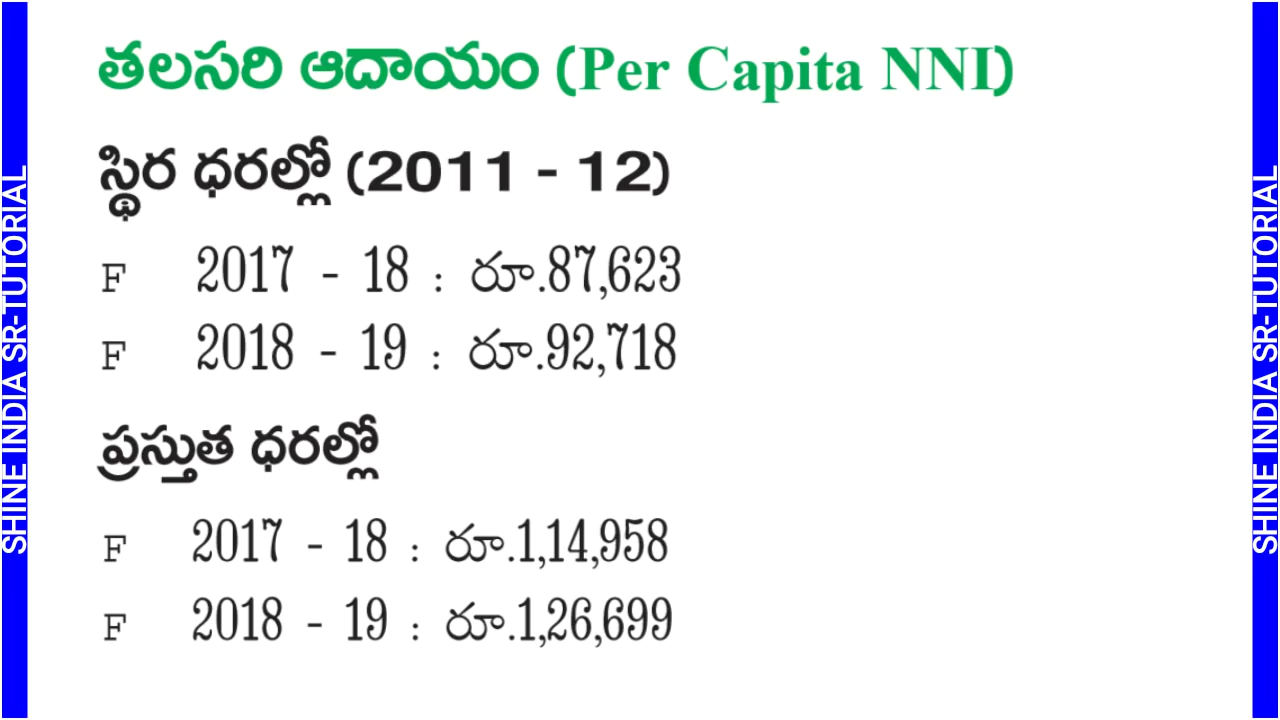 తలసరి ఆదాయం (Per Capita NNI)
స్థిర ధరల్లో (2011 - 12)
F 2017 - 18 : రూ.87,623
F 2018 - 19 : రూ.92,718
ప్రస్తుత ధరల్లో
F 2017 - 18 : రూ.1,14,958
F 2018 - 19 : రూ.1,26,699
SHINE INDIA SR-TUTORIAL
SHINE INDIA SR-TUTORIAL